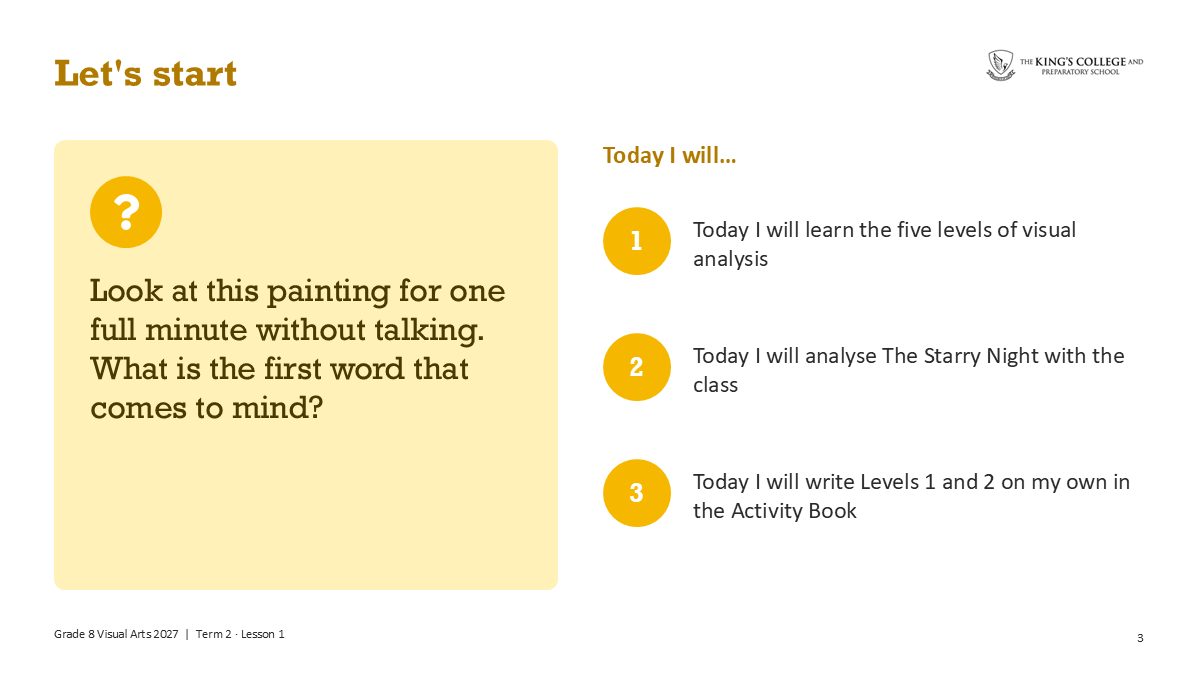 Let's start
THE KING'S COLLEGE AND
PREPARATORY SCHOOL
?
Look at this painting for one
full minute without talking.
What is the first word that
comes to mind?
Today I will...
1
Today I will learn the five levels of visual
analysis
2
Today I will analyse The Starry Night with the
class
3
Today I will write Levels 1 and 2 on my own in
the Activity Book
Grade 8 Visual Arts 2027 | Term 2 · Lesson 1
3